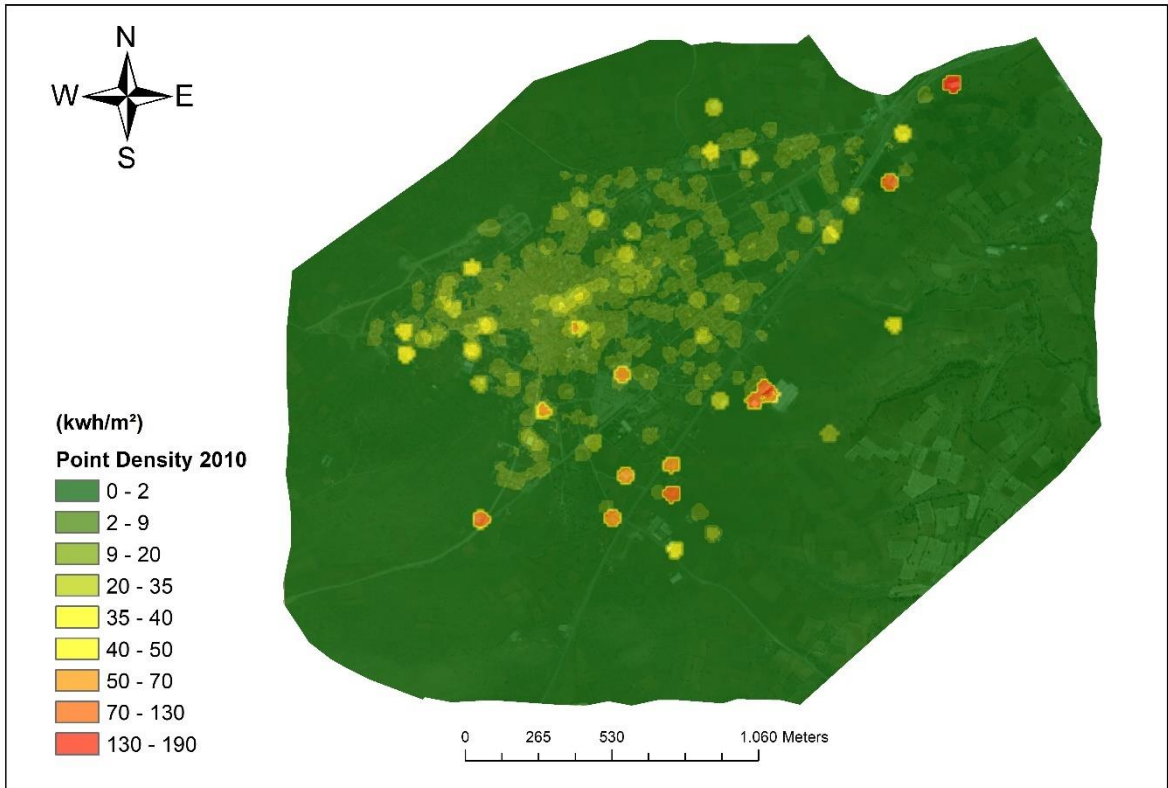 N
W E
S
(kwh/m²)
Point Density 2010
0 - 2
2 - 9
9 - 20
20 - 35
35 - 40
40 - 50
50 - 70
70 - 130
130 - 190
0 265 530 1.060 Meters